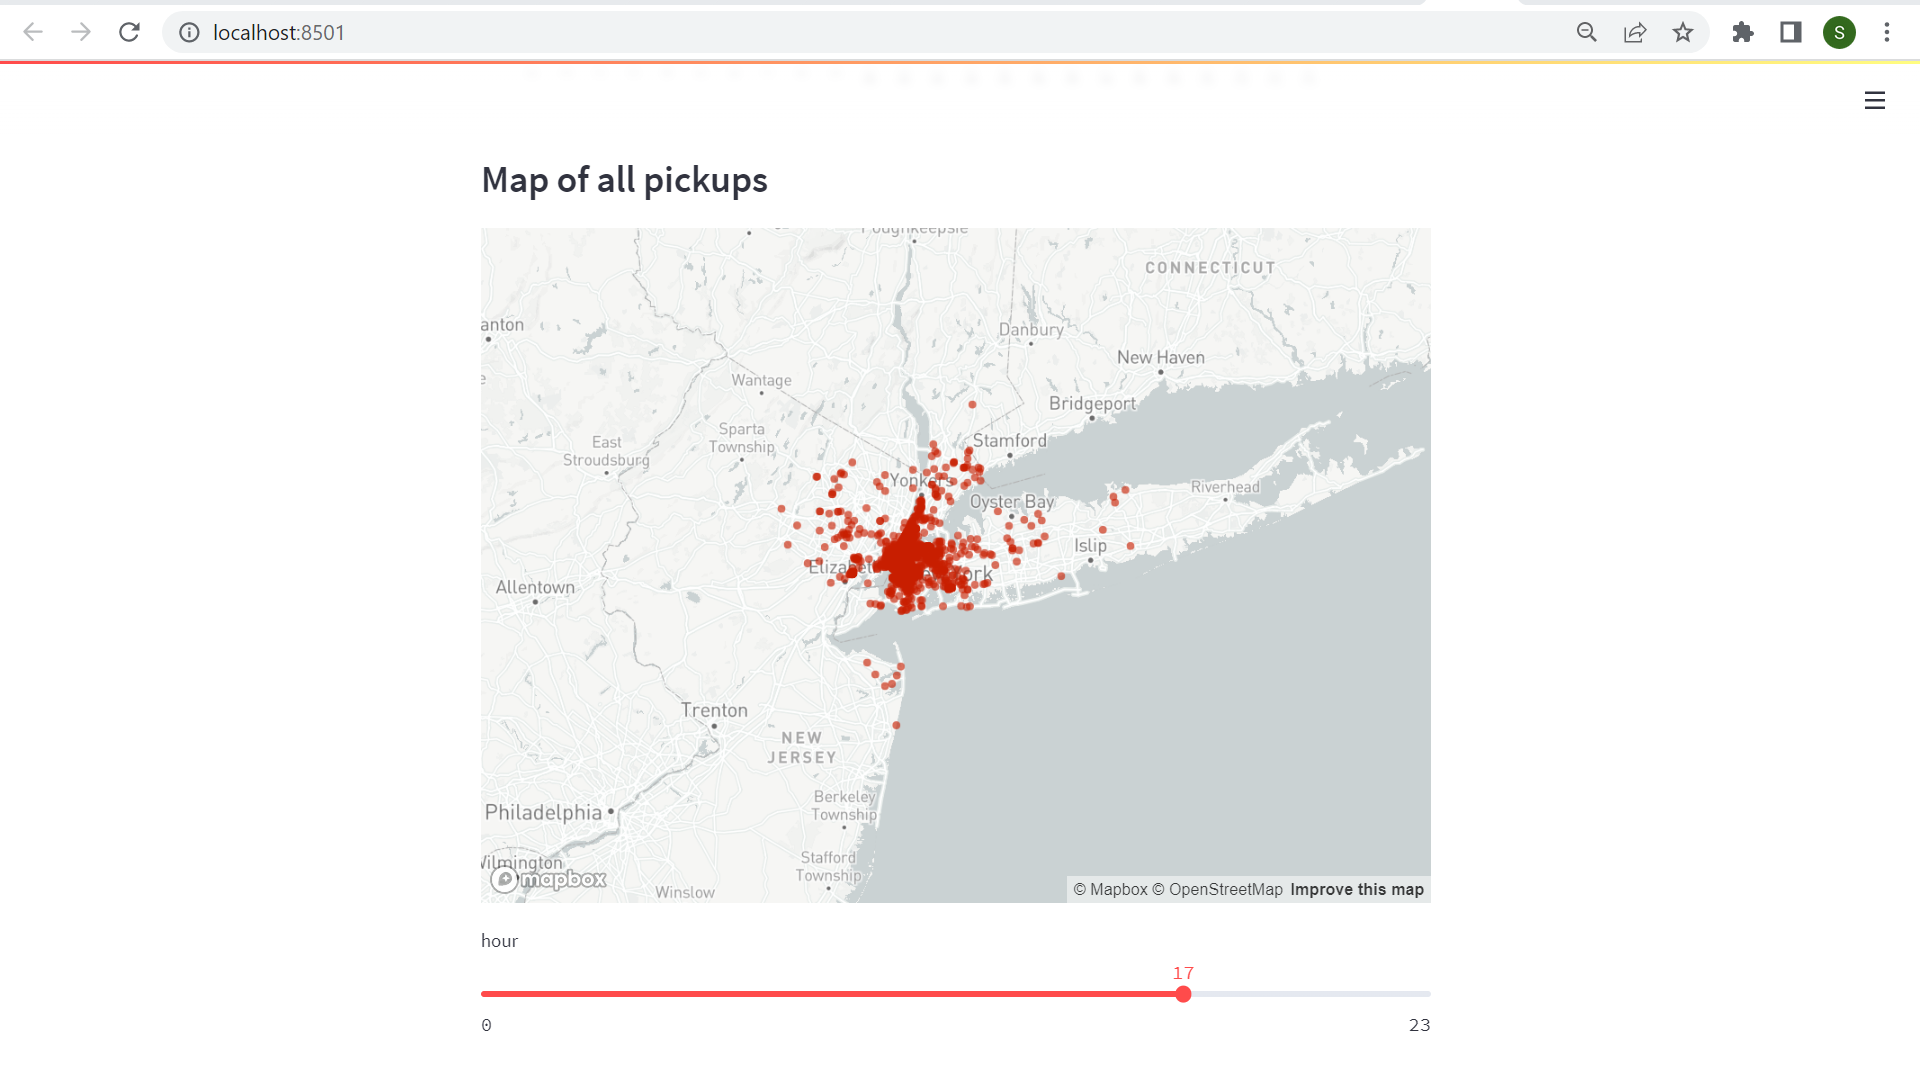 localhost:8501
S
Map of all pickups
Poughkeepsie
CONNECTICUT
anton
Danbury
New Haven
Wantage
Bridgeport
Sparta
Township
East
Stroudsburg
Stamford
Yonkers
Riverhead
Oyster Bay
Islip
Elizabet
ork
Allentown
Trenton
NEW
JERSEY
Berkeley
Township
Philadelphia
Stafford
Township
Wilmington
mapbox
Winslow
© Mapbox © OpenStreetMap Improve this map
hour
17
0
23